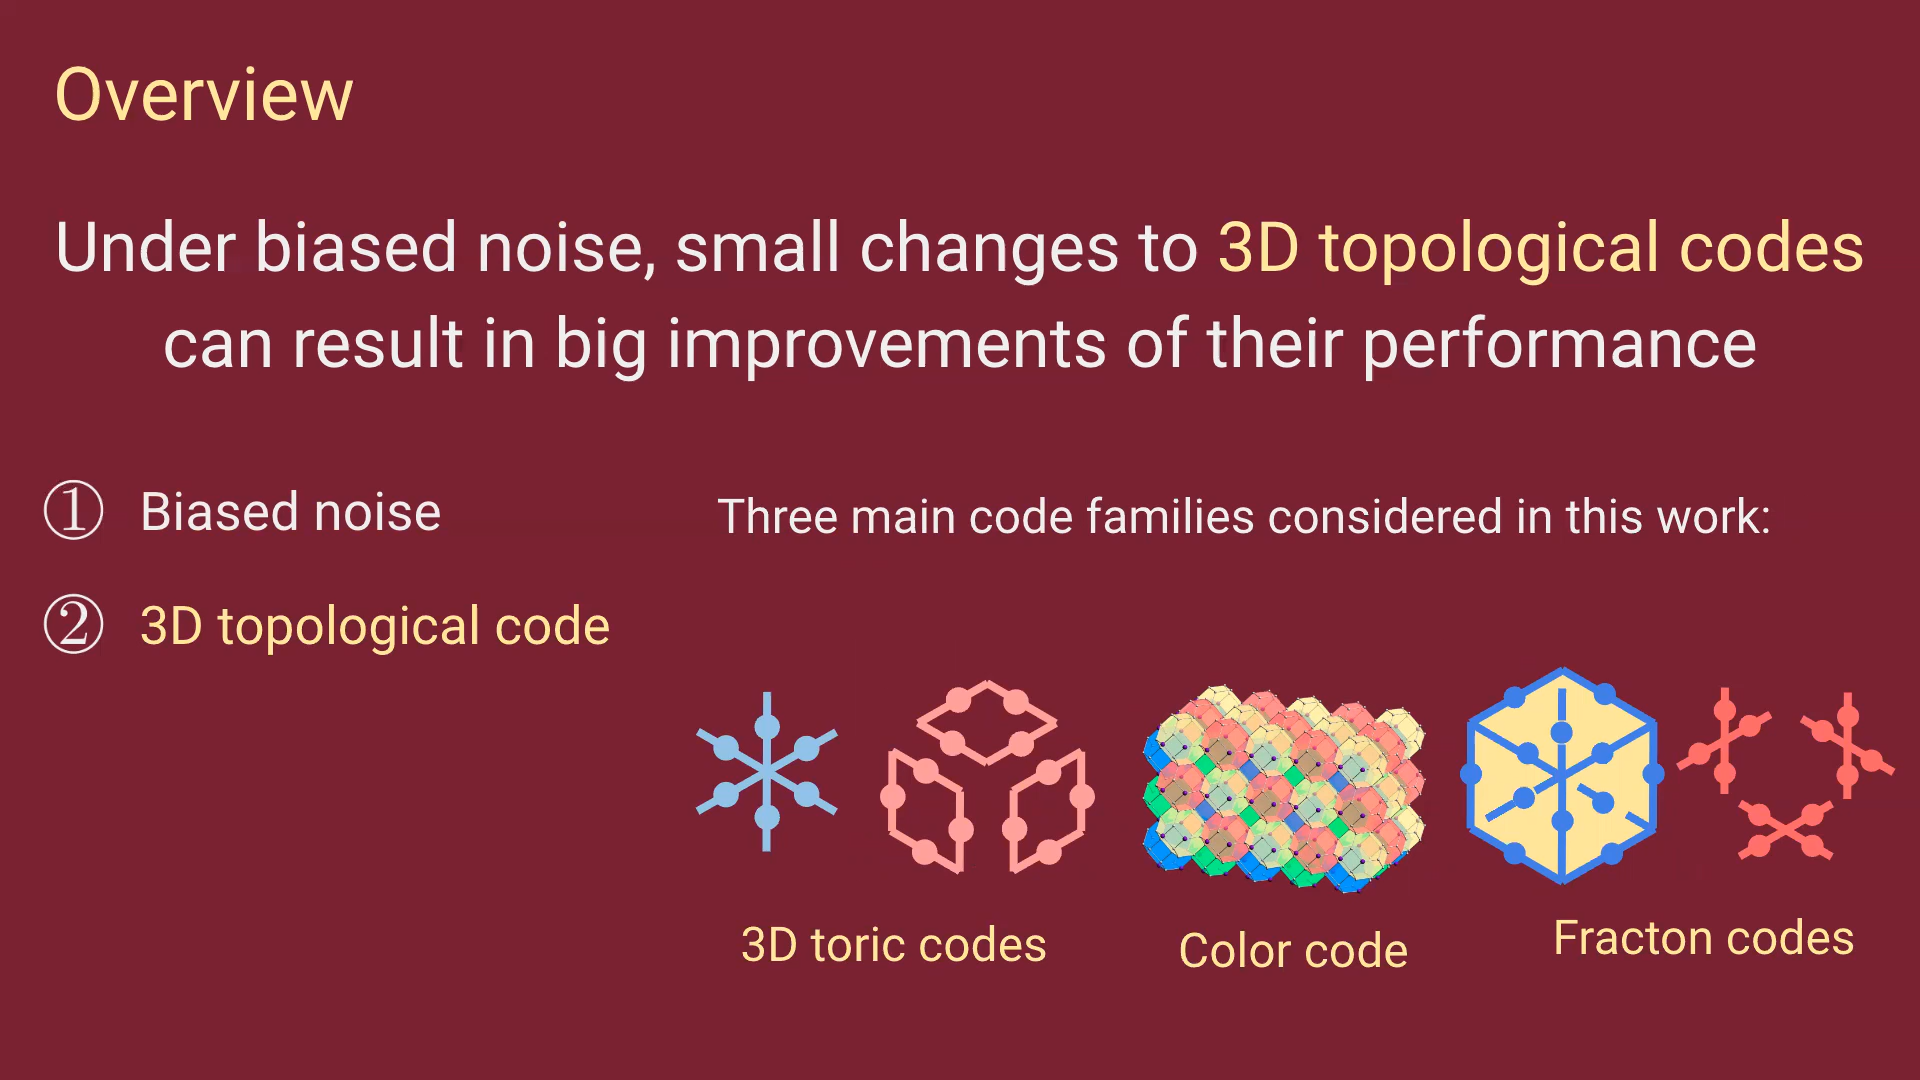 Overview
Under biased noise, small changes to 3D topological codes
can result in big improvements of their performance
① Biased noise
Three main code families considered in this work:
② 3D topological code
3D toric codes
Color code
Fracton codes